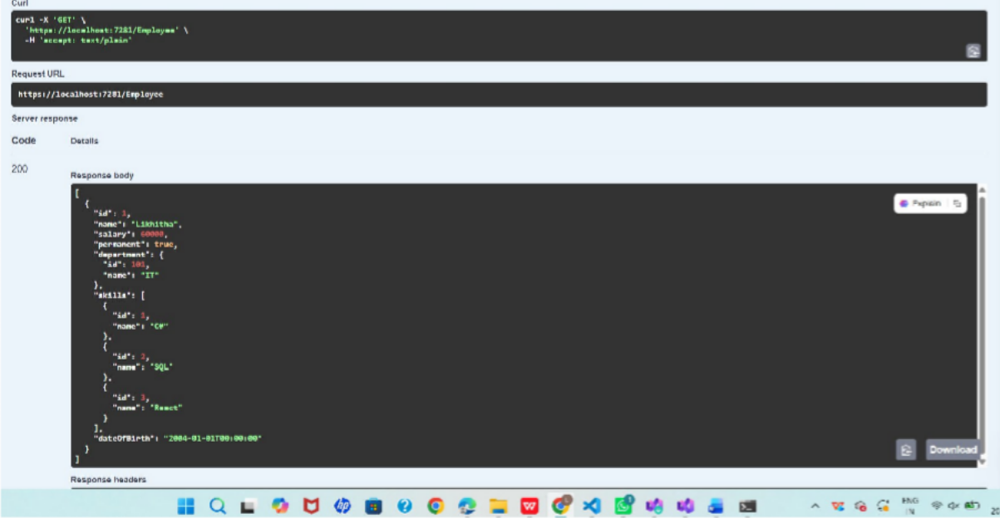 Curl
curl -X 'GET' \
'https://localhost:7281/Employee' \
-H 'accept: text/plain'
Request URL
https://localhost:7281/Employee
Server response
Code Details
200
Response body
[
{
"id": 1,
"name": "Likhitha",
"salary": 60000,
"permanent": true,
"department": {
"id": 101,
"name": "IT"
},
"skills": [
{
"id": 1,
"name": "C#"
},
{
"id": 2,
"name": "SQL"
},
{
"id": 3,
"name": "React"
}
],
"dateOfBirth": "2004-01-01T00:00:00"
}
]
Download
Response headers
ENG
IN